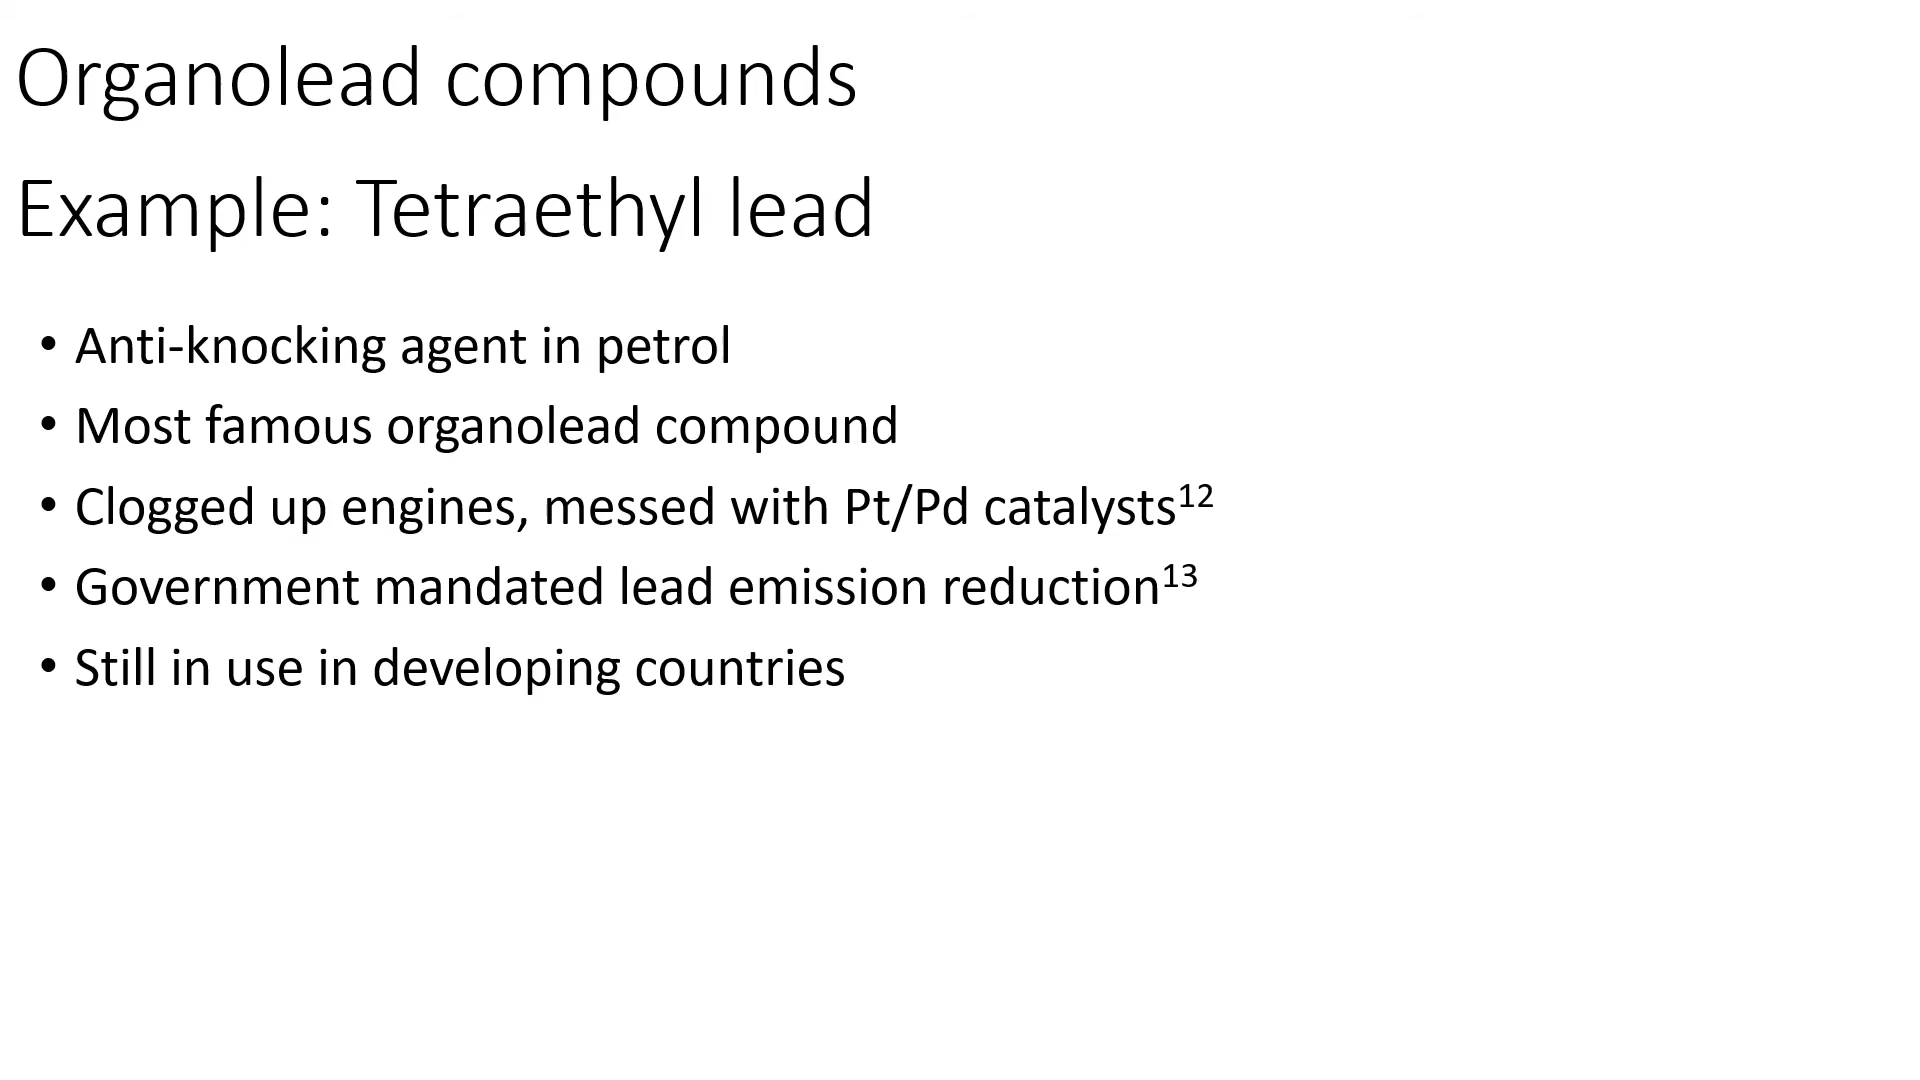 Organolead compounds
Example: Tetraethyl lead
• Anti-knocking agent in petrol
• Most famous organolead compound
• Clogged up engines, messed with Pt/Pd catalysts¹²
• Government mandated lead emission reduction¹³
• Still in use in developing countries